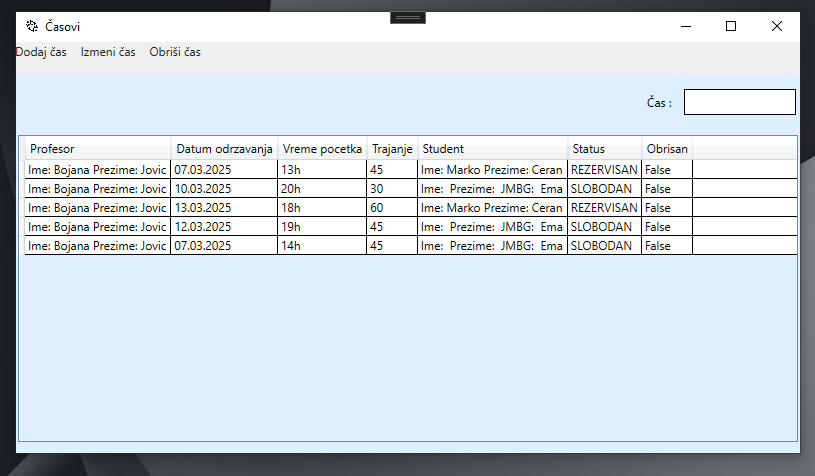 Časovi
Dodaj čas Izmeni čas Obriši čas
Čas :
Profesor Datum odrzavanja Vreme pocetka Trajanje Student Status Obrisan
Ime: Bojana Prezime: Jovic 07.03.2025 13h 45 Ime: Marko Prezime: Ceran REZERVISAN False
Ime: Bojana Prezime: Jovic 10.03.2025 20h 30 Ime: Prezime: JMBG: Ema SLOBODAN False
Ime: Bojana Prezime: Jovic 13.03.2025 18h 60 Ime: Marko Prezime: Ceran REZERVISAN False
Ime: Bojana Prezime: Jovic 12.03.2025 19h 45 Ime: Prezime: JMBG: Ema SLOBODAN False
Ime: Bojana Prezime: Jovic 07.03.2025 14h 45 Ime: Prezime: JMBG: Ema SLOBODAN False